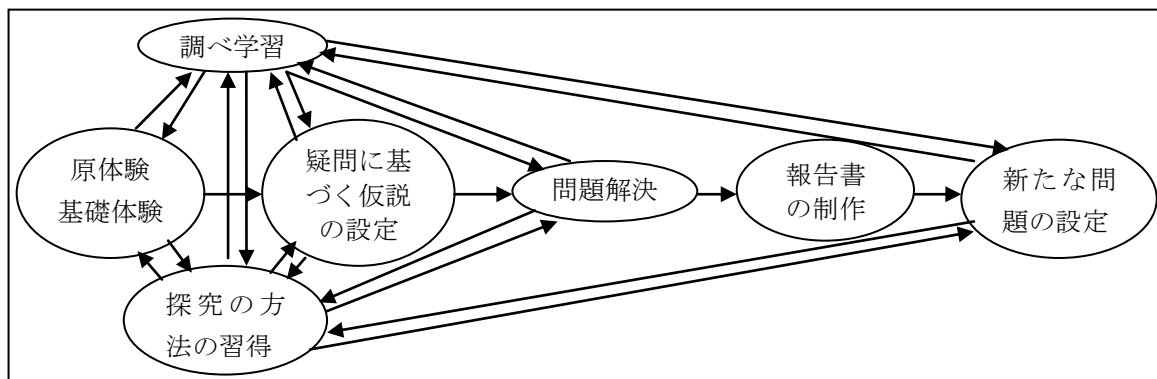 調べ学習
原体験
基礎体験
疑問に基
づく仮説
の設定
問題解決
報告書
の制作
新たな問
題の設定
探究の方
法の習得